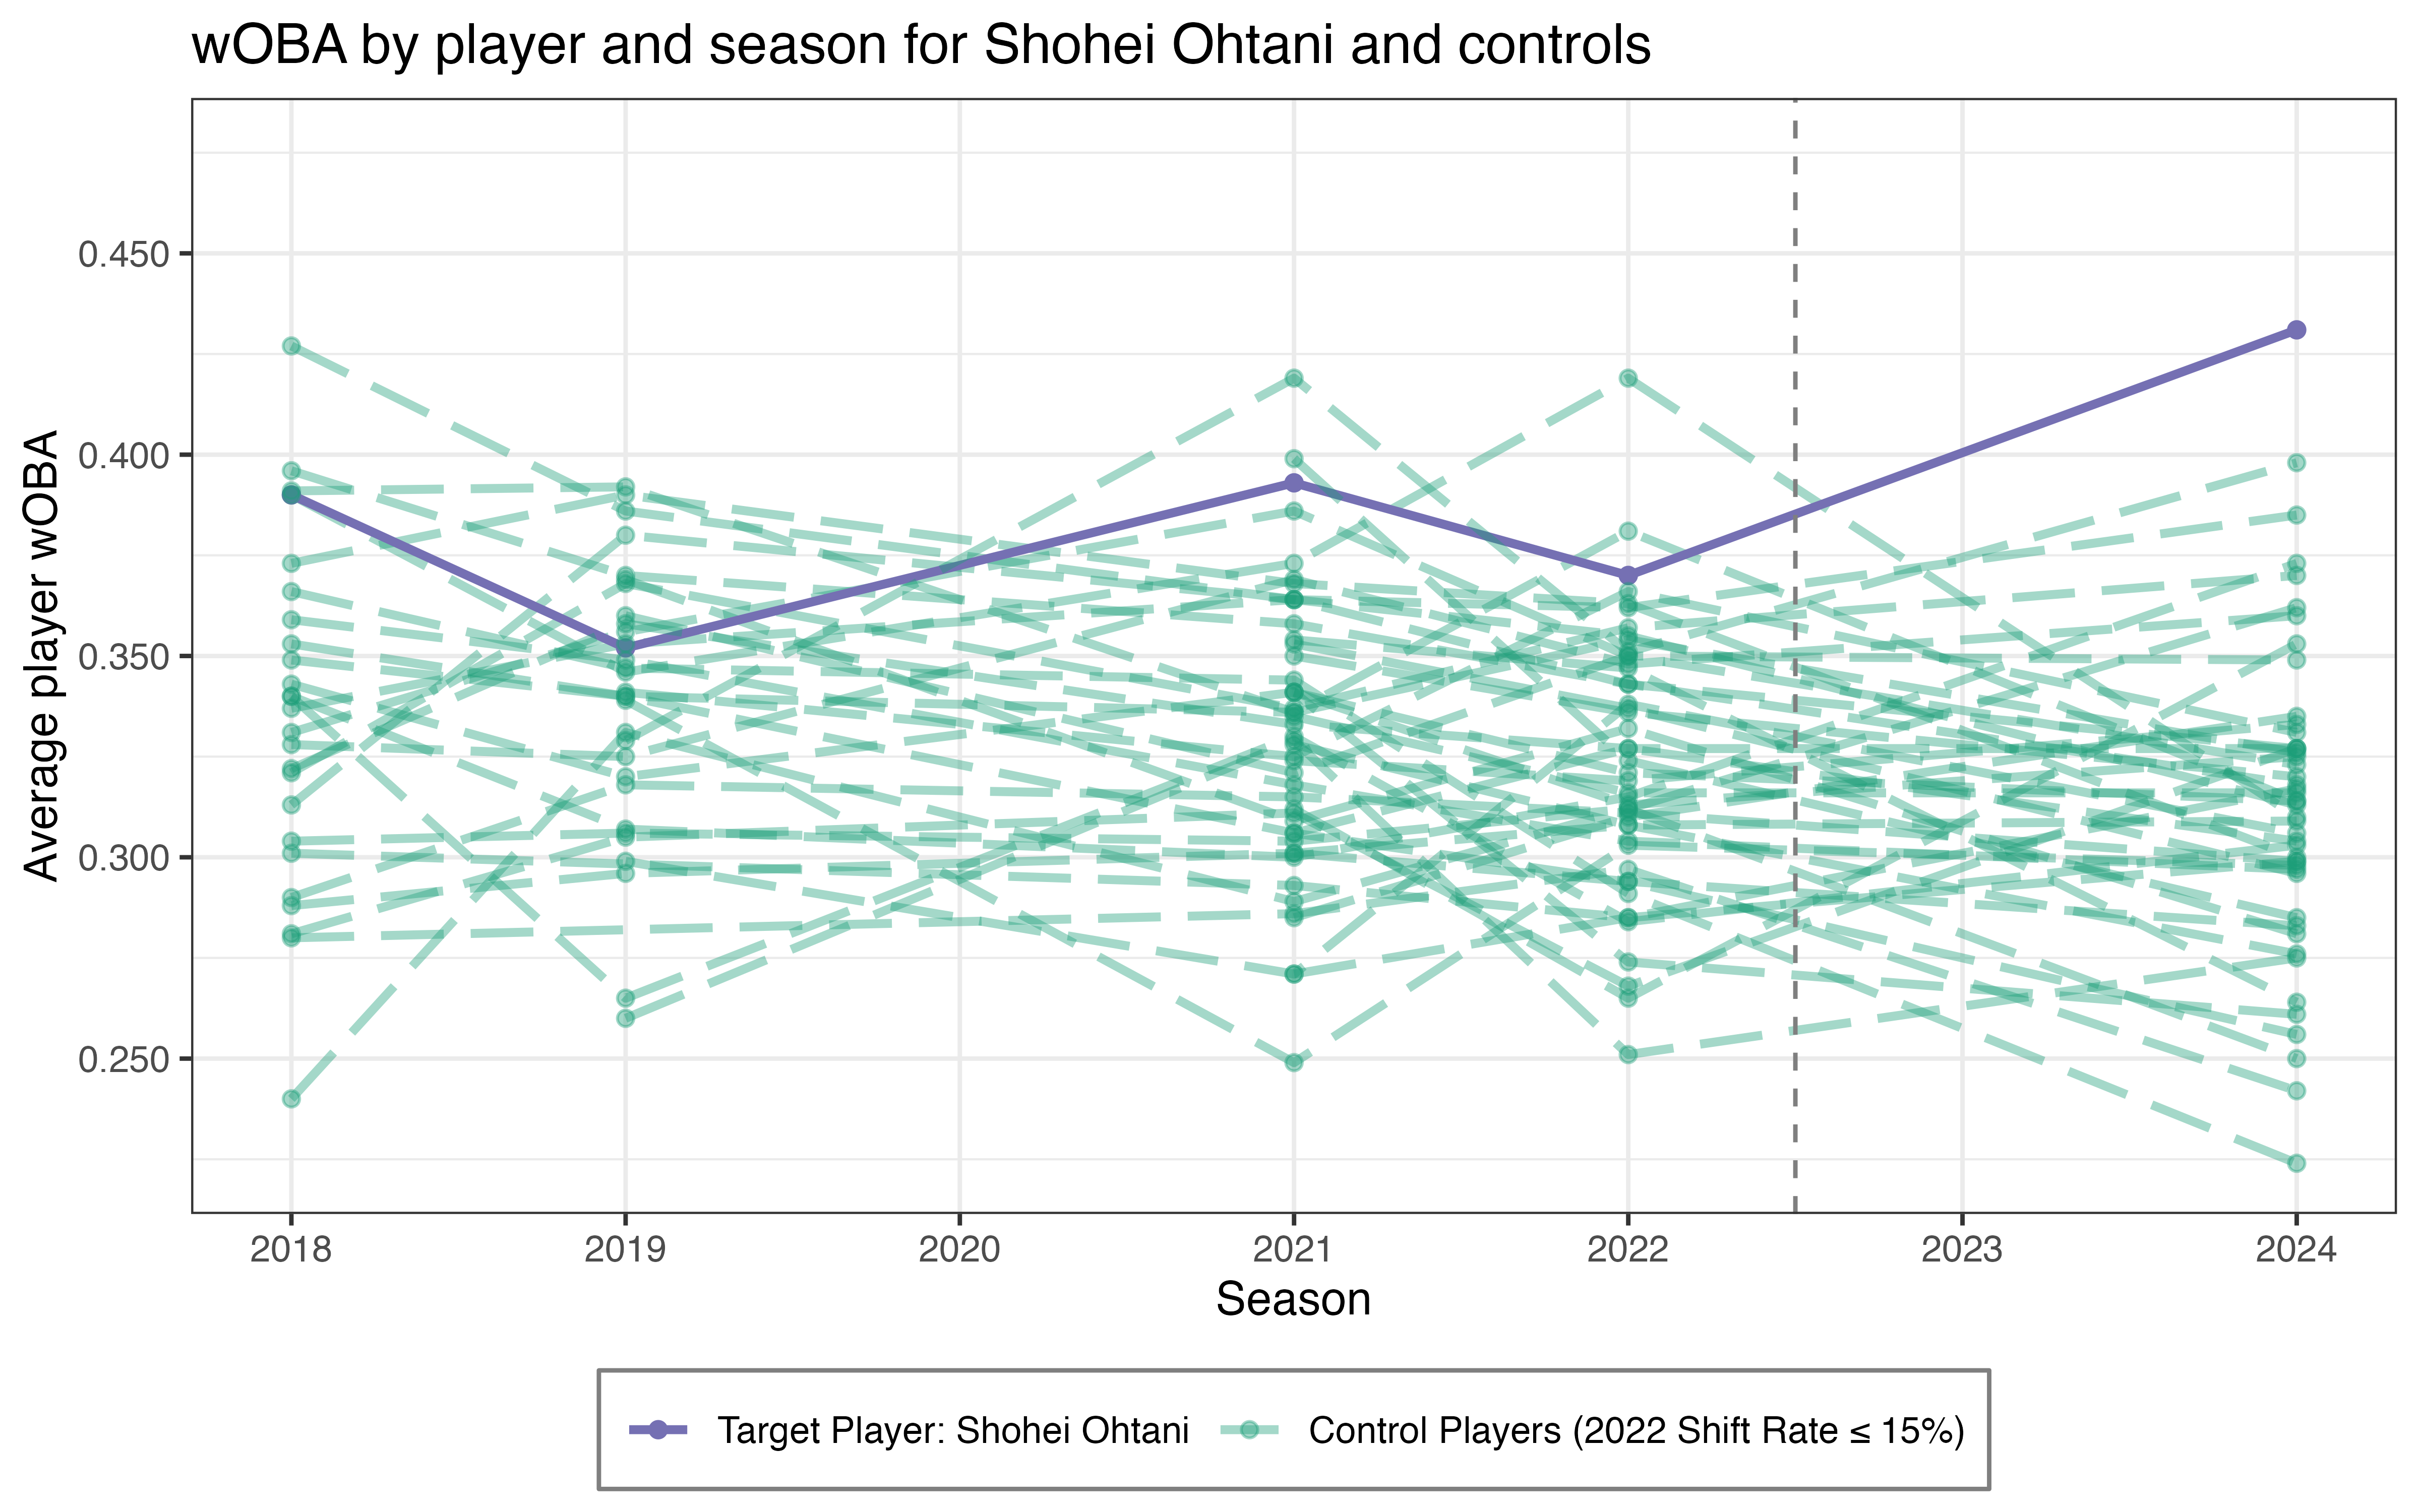 wOBA by player and season for Shohei Ohtani and controls
Average player wOBA
0.450
0.400
0.350
0.300
0.250
2018 2019 2020 2021 2022 2023 2024
Season
Target Player: Shohei Ohtani Control Players (2022 Shift Rate ≤ 15%)